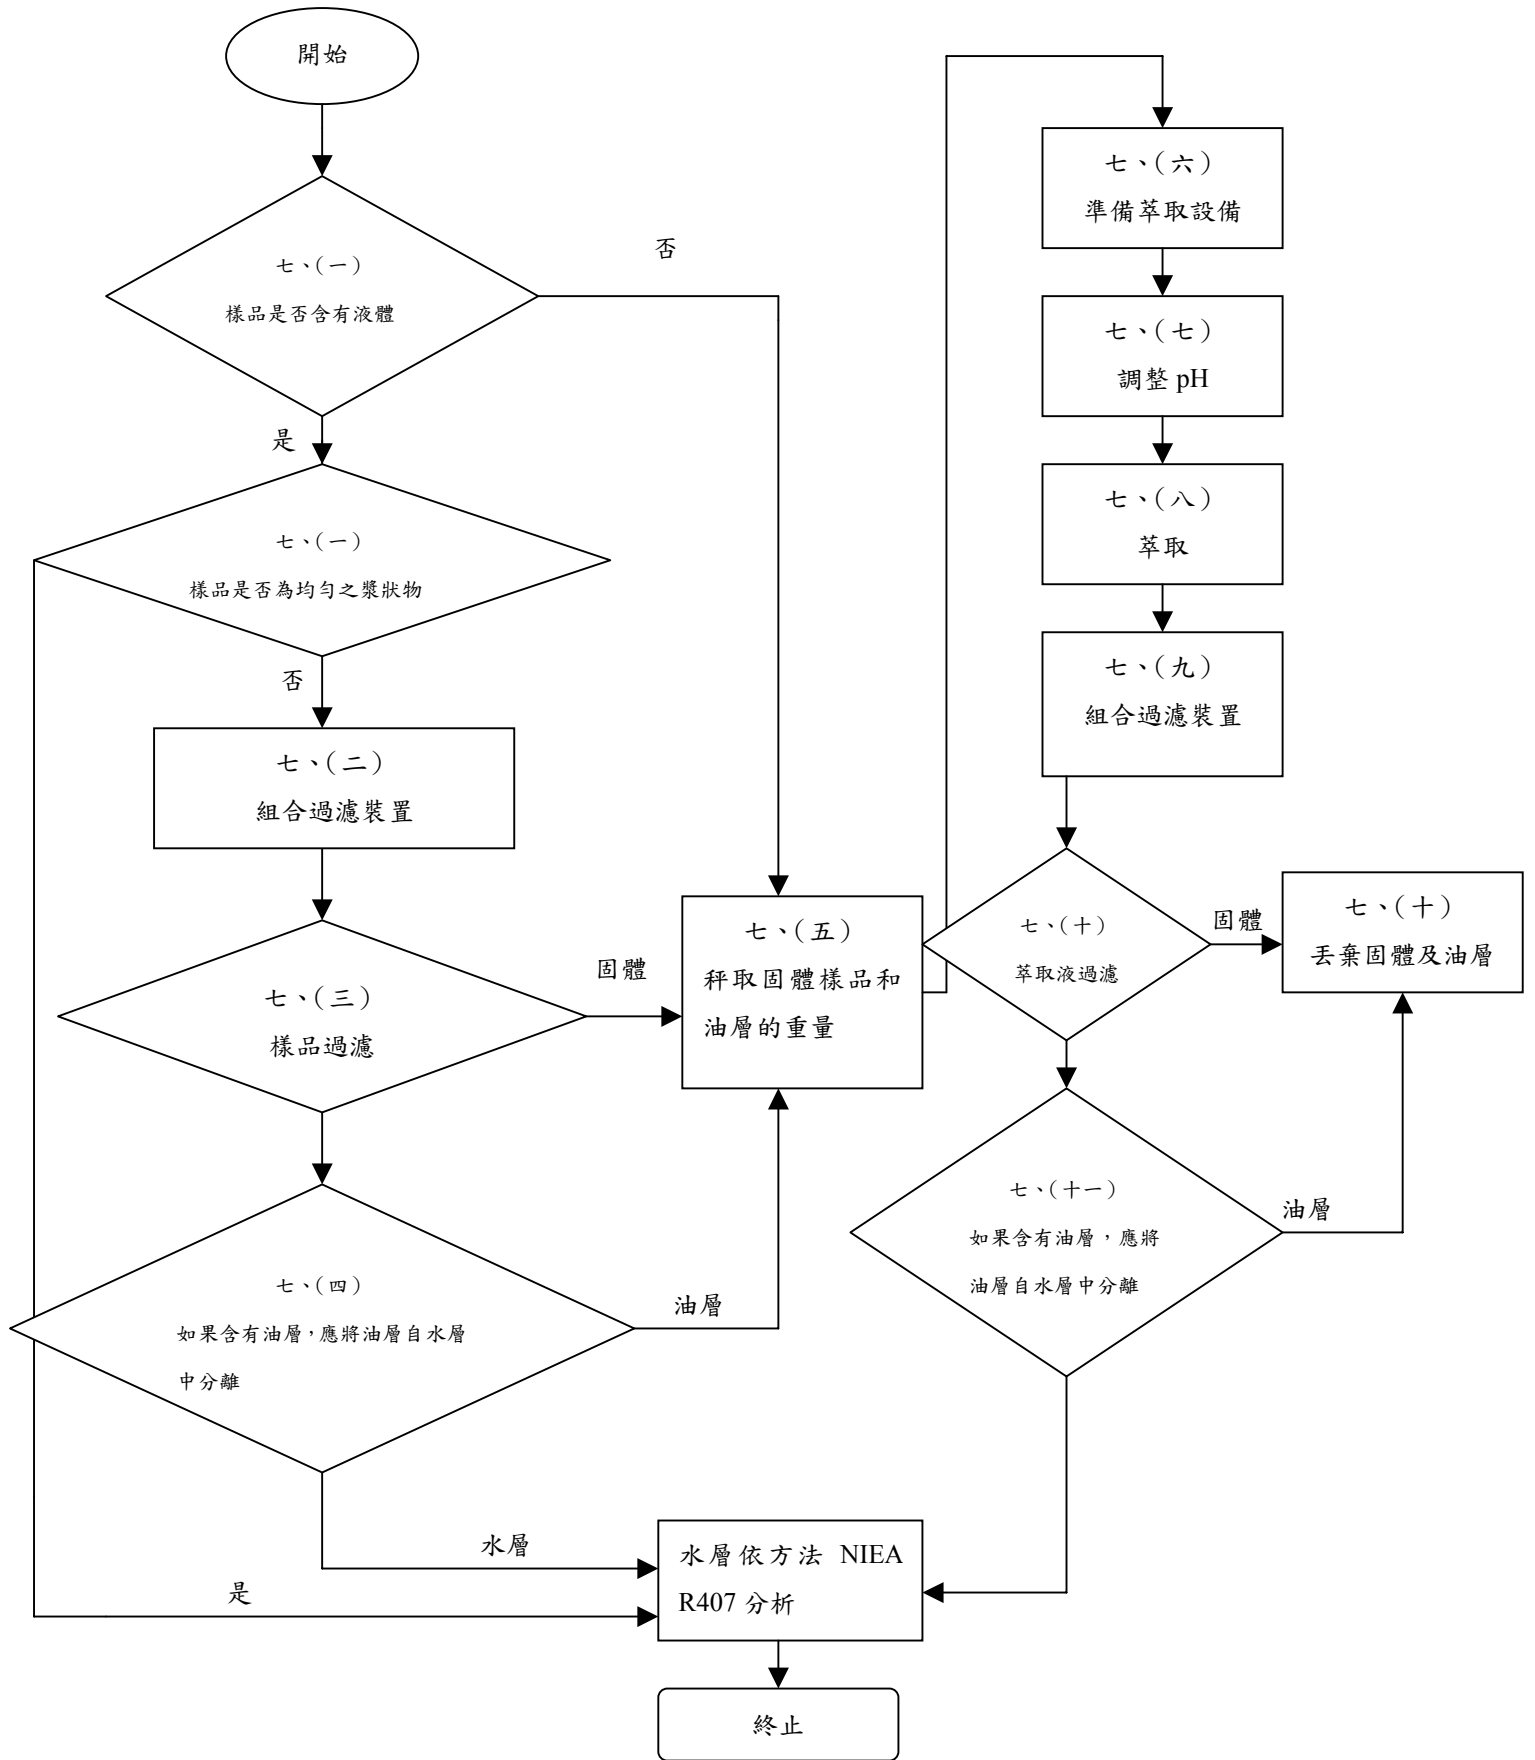 開始
七、(一)
樣品是否含有液體
否
是
七、(一)
樣品是否為均勻之漿狀物
否
七、(二)
組合過濾裝置
七、(三)
樣品過濾
固體
七、(四)
如果含有油層，應將油層自水層
中分離
油層
水層
是
七、(五)
秤取固體樣品和
油層的重量
七、(六)
準備萃取設備
七、(七)
調整 pH
七、(八)
萃取
七、(九)
組合過濾裝置
七、(十)
萃取液過濾
固體
七、(十)
丟棄固體及油層
七、(十一)
如果含有油層，應將
油層自水層中分離
油層
水層依方法 NIEA
R407 分析
終止